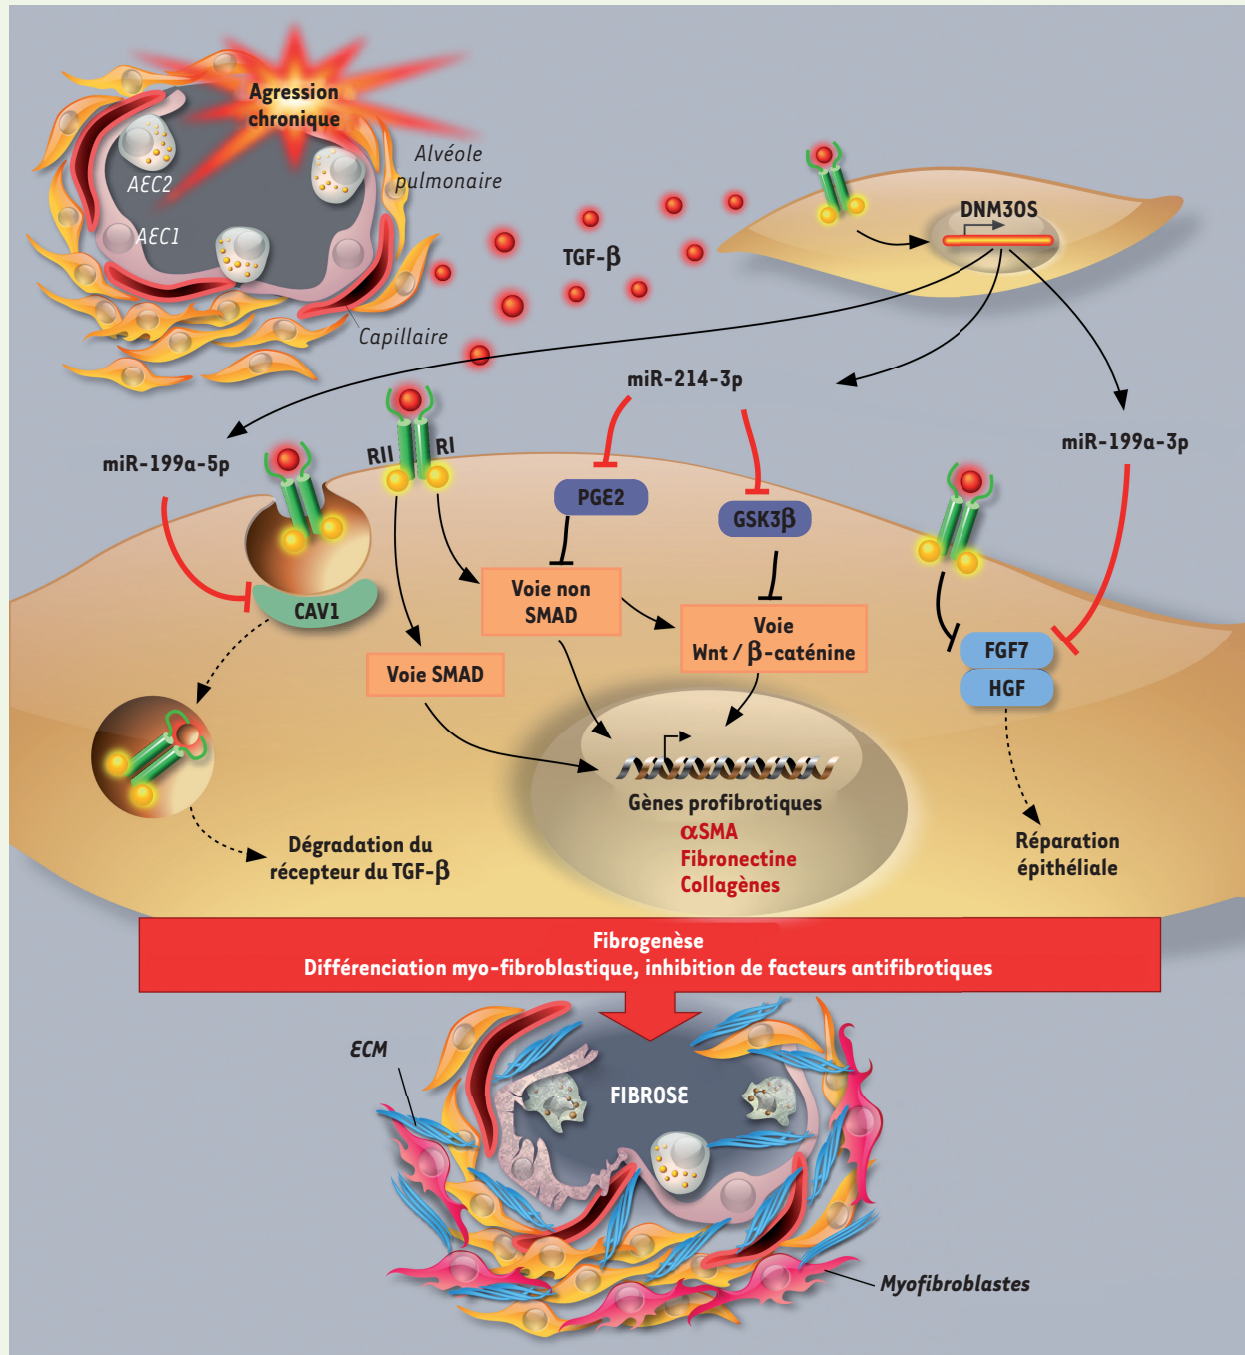 Agression
chronique
Alvéole
pulmonaire
AEC2
AEC1
Capillaire
TGF-β
DNM3OS
miR-214-3p
miR-199a-5p
miR-199a-3p
RII
RI
PGE2
GSK3β
CAV1
Voie non
SMAD
Voie
Wnt / β-caténine
Voie SMAD
FGF7
HGF
Gènes profibrotiques
αSMA
Fibronectine
Collagènes
Dégradation du
récepteur du TGF-β
Réparation
épithéliale
Fibrogenèse
Différenciation myo-fibroblastique, inhibition de facteurs antifibrotiques
ECM
FIBROSE
Myofibroblastes